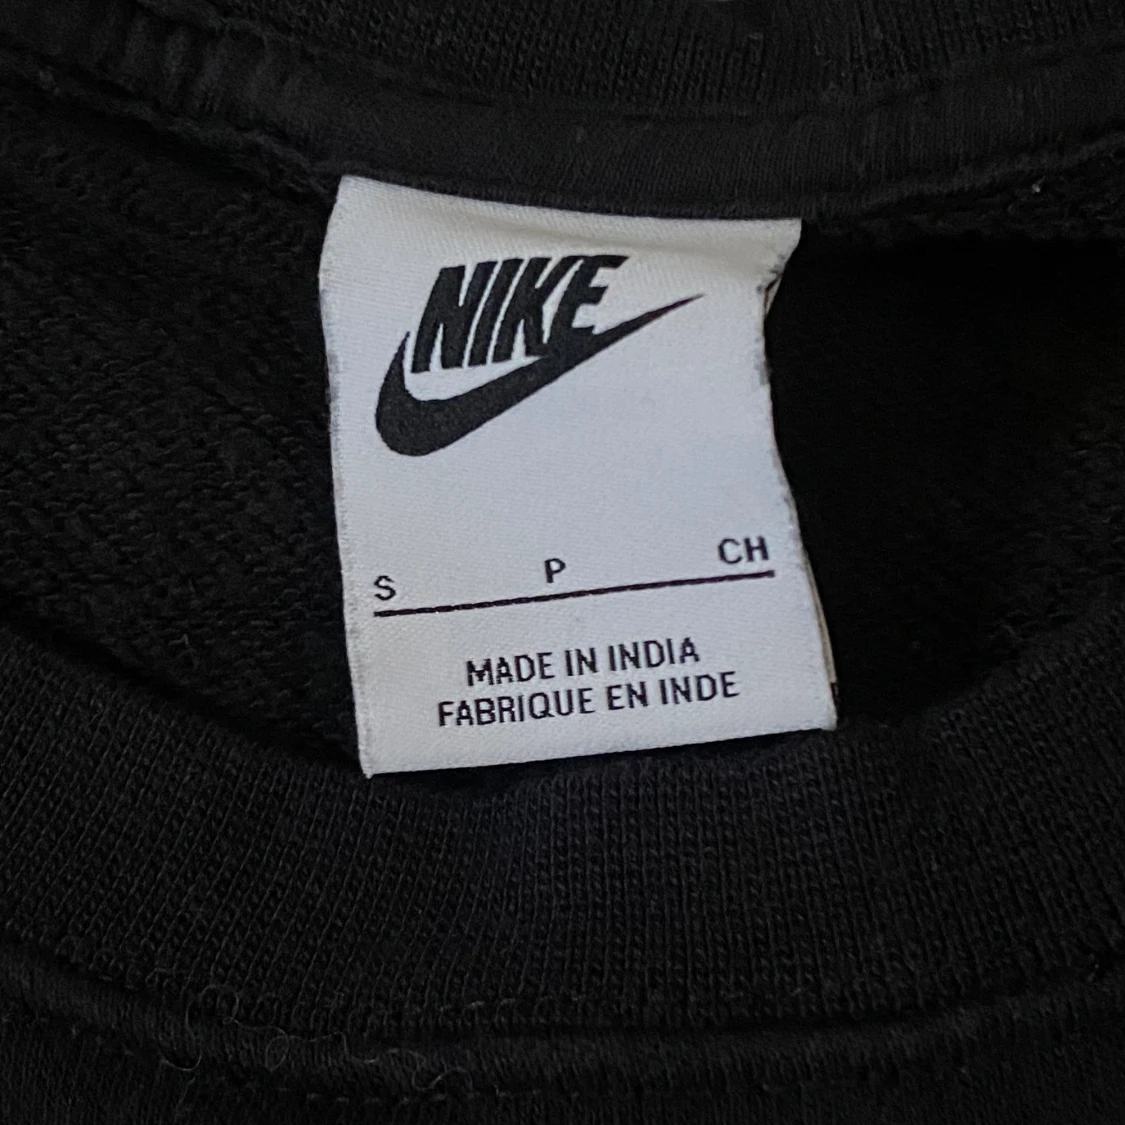 NIKE
S P CH
MADE IN INDIA
FABRIQUE EN INDE